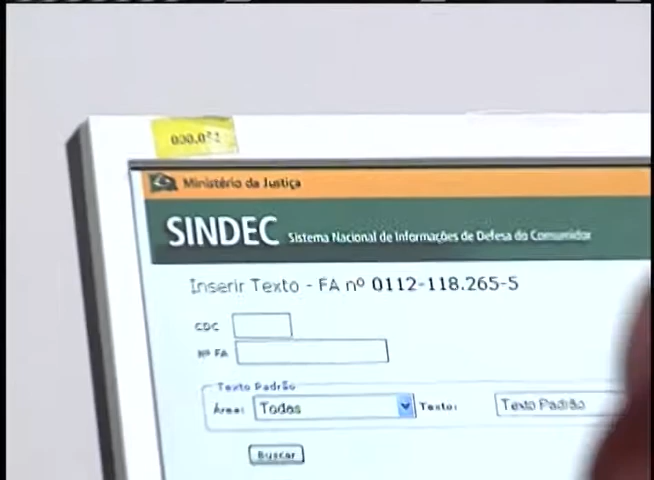 Ministério da Justiça
SINDEC Sistema Nacional de Informações de Defesa do Consumidor
Inserir Texto - FA nº 0112-118.265-5
CDC
Nº FA
Texto Padrão
Área: Todas Texto: Texto Padrão
Buscar